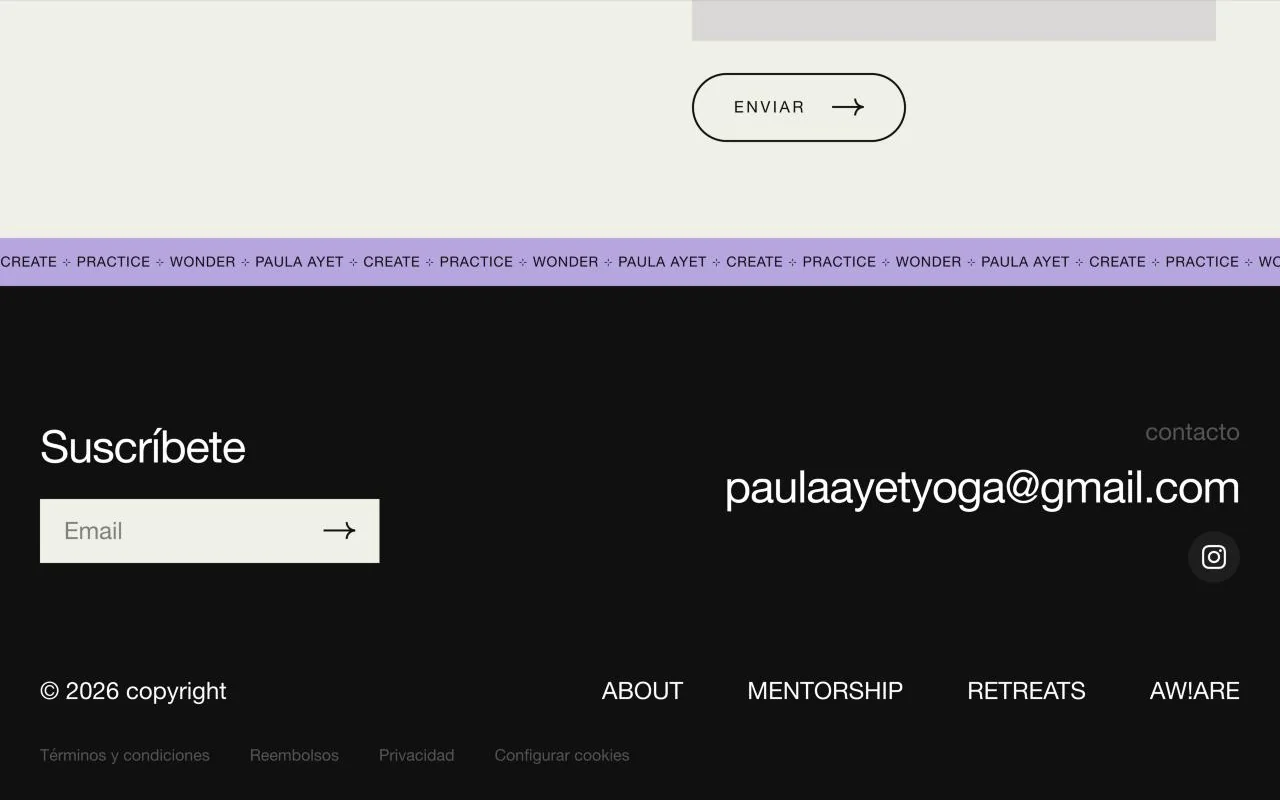 ENVIAR
CREATE ⊹ PRACTICE ⊹ WONDER ⊹ PAULA AYET ⊹ CREATE ⊹ PRACTICE ⊹ WONDER ⊹ PAULA AYET ⊹ CREATE ⊹ PRACTICE ⊹ WONDER ⊹ PAULA AYET ⊹ CREATE ⊹ PRACTICE ⊹ WO
Suscríbete
Email
contacto
paulaayetyoga@gmail.com
© 2026 copyright
ABOUT MENTORSHIP RETREATS AW!ARE
Términos y condiciones Reembolsos Privacidad Configurar cookies